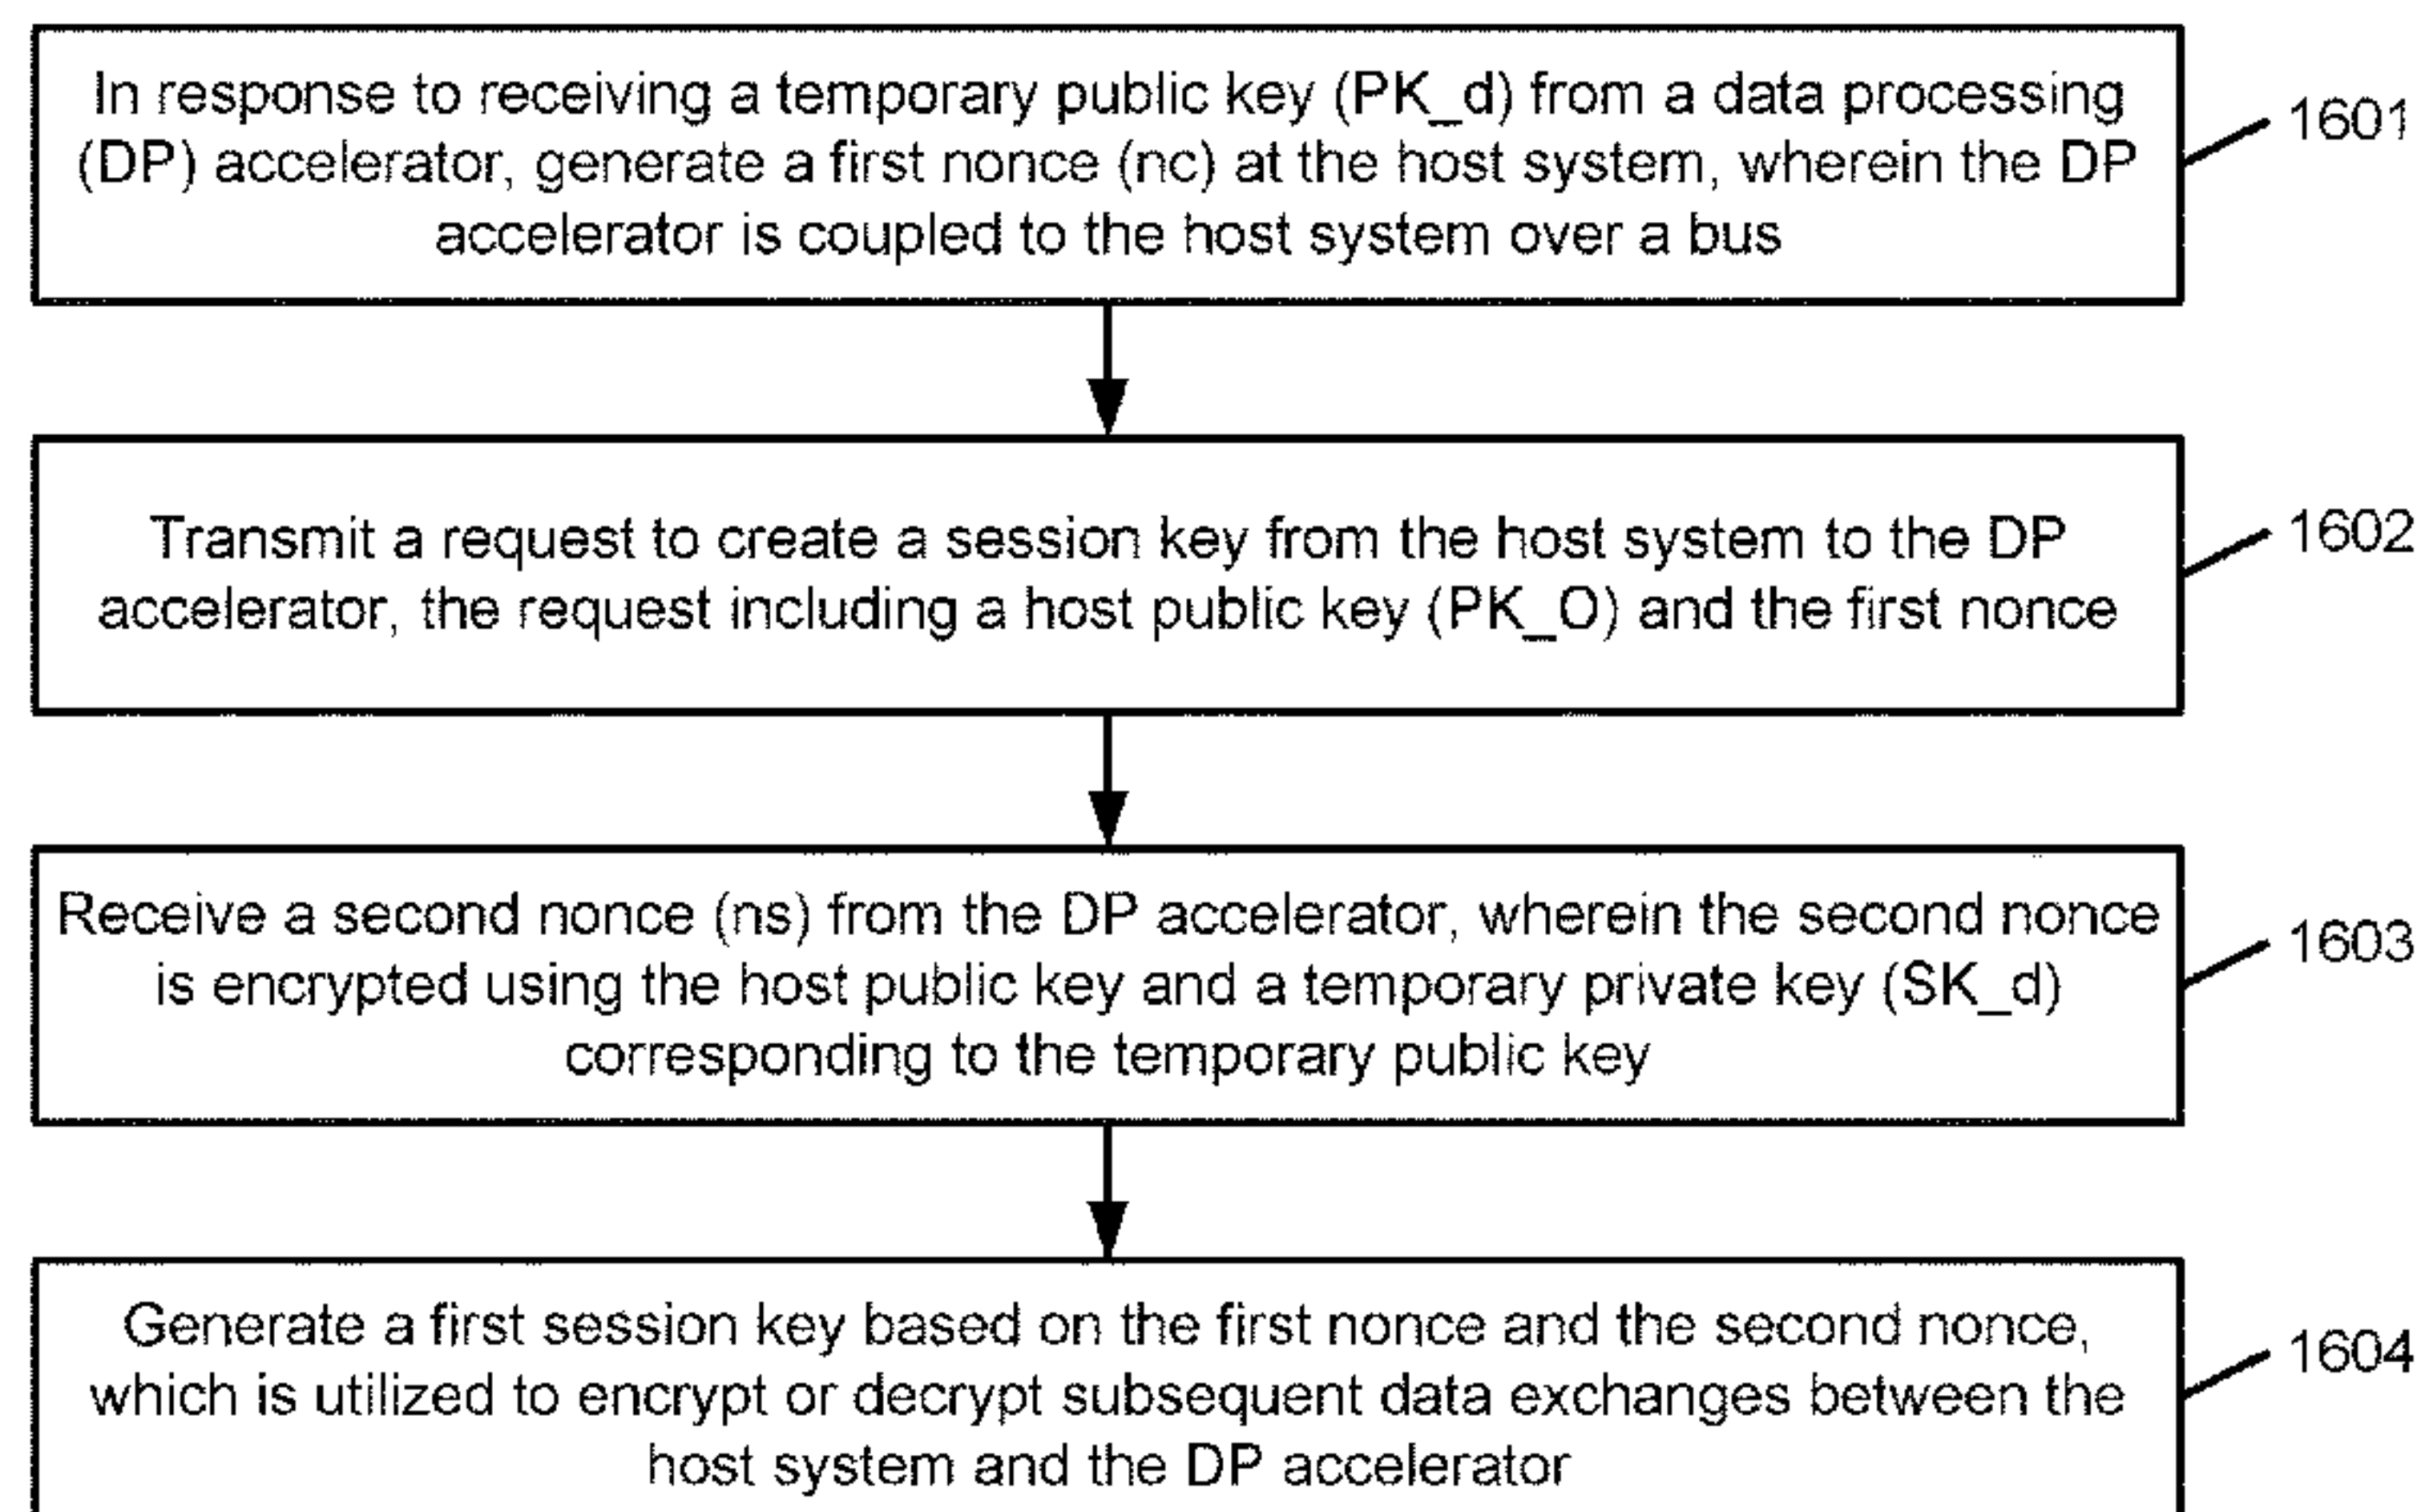 In response to receiving a temporary public key (PK_d) from a data processing
(DP) accelerator, generate a first nonce (nc) at the host system, wherein the DP
accelerator is coupled to the host system over a bus
1601
Transmit a request to create a session key from the host system to the DP
accelerator, the request including a host public key (PK_O) and the first nonce
1602
Receive a second nonce (ns) from the DP accelerator, wherein the second nonce
is encrypted using the host public key and a temporary private key (SK_d)
corresponding to the temporary public key
1603
Generate a first session key based on the first nonce and the second nonce,
which is utilized to encrypt or decrypt subsequent data exchanges between the
host system and the DP accelerator
1604